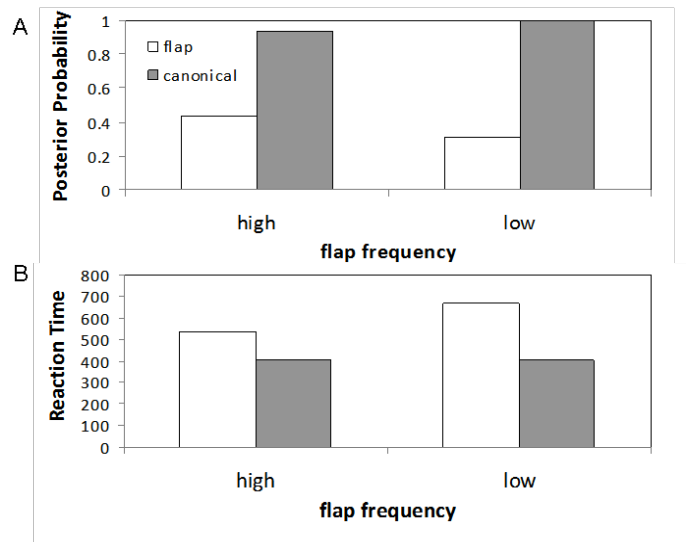 A
Posterior Probability
1
0.8
0.6
0.4
0.2
0
flap
canonical
high
low
flap frequency
B
Reaction Time
800
700
600
500
400
300
200
100
0
high
low
flap frequency